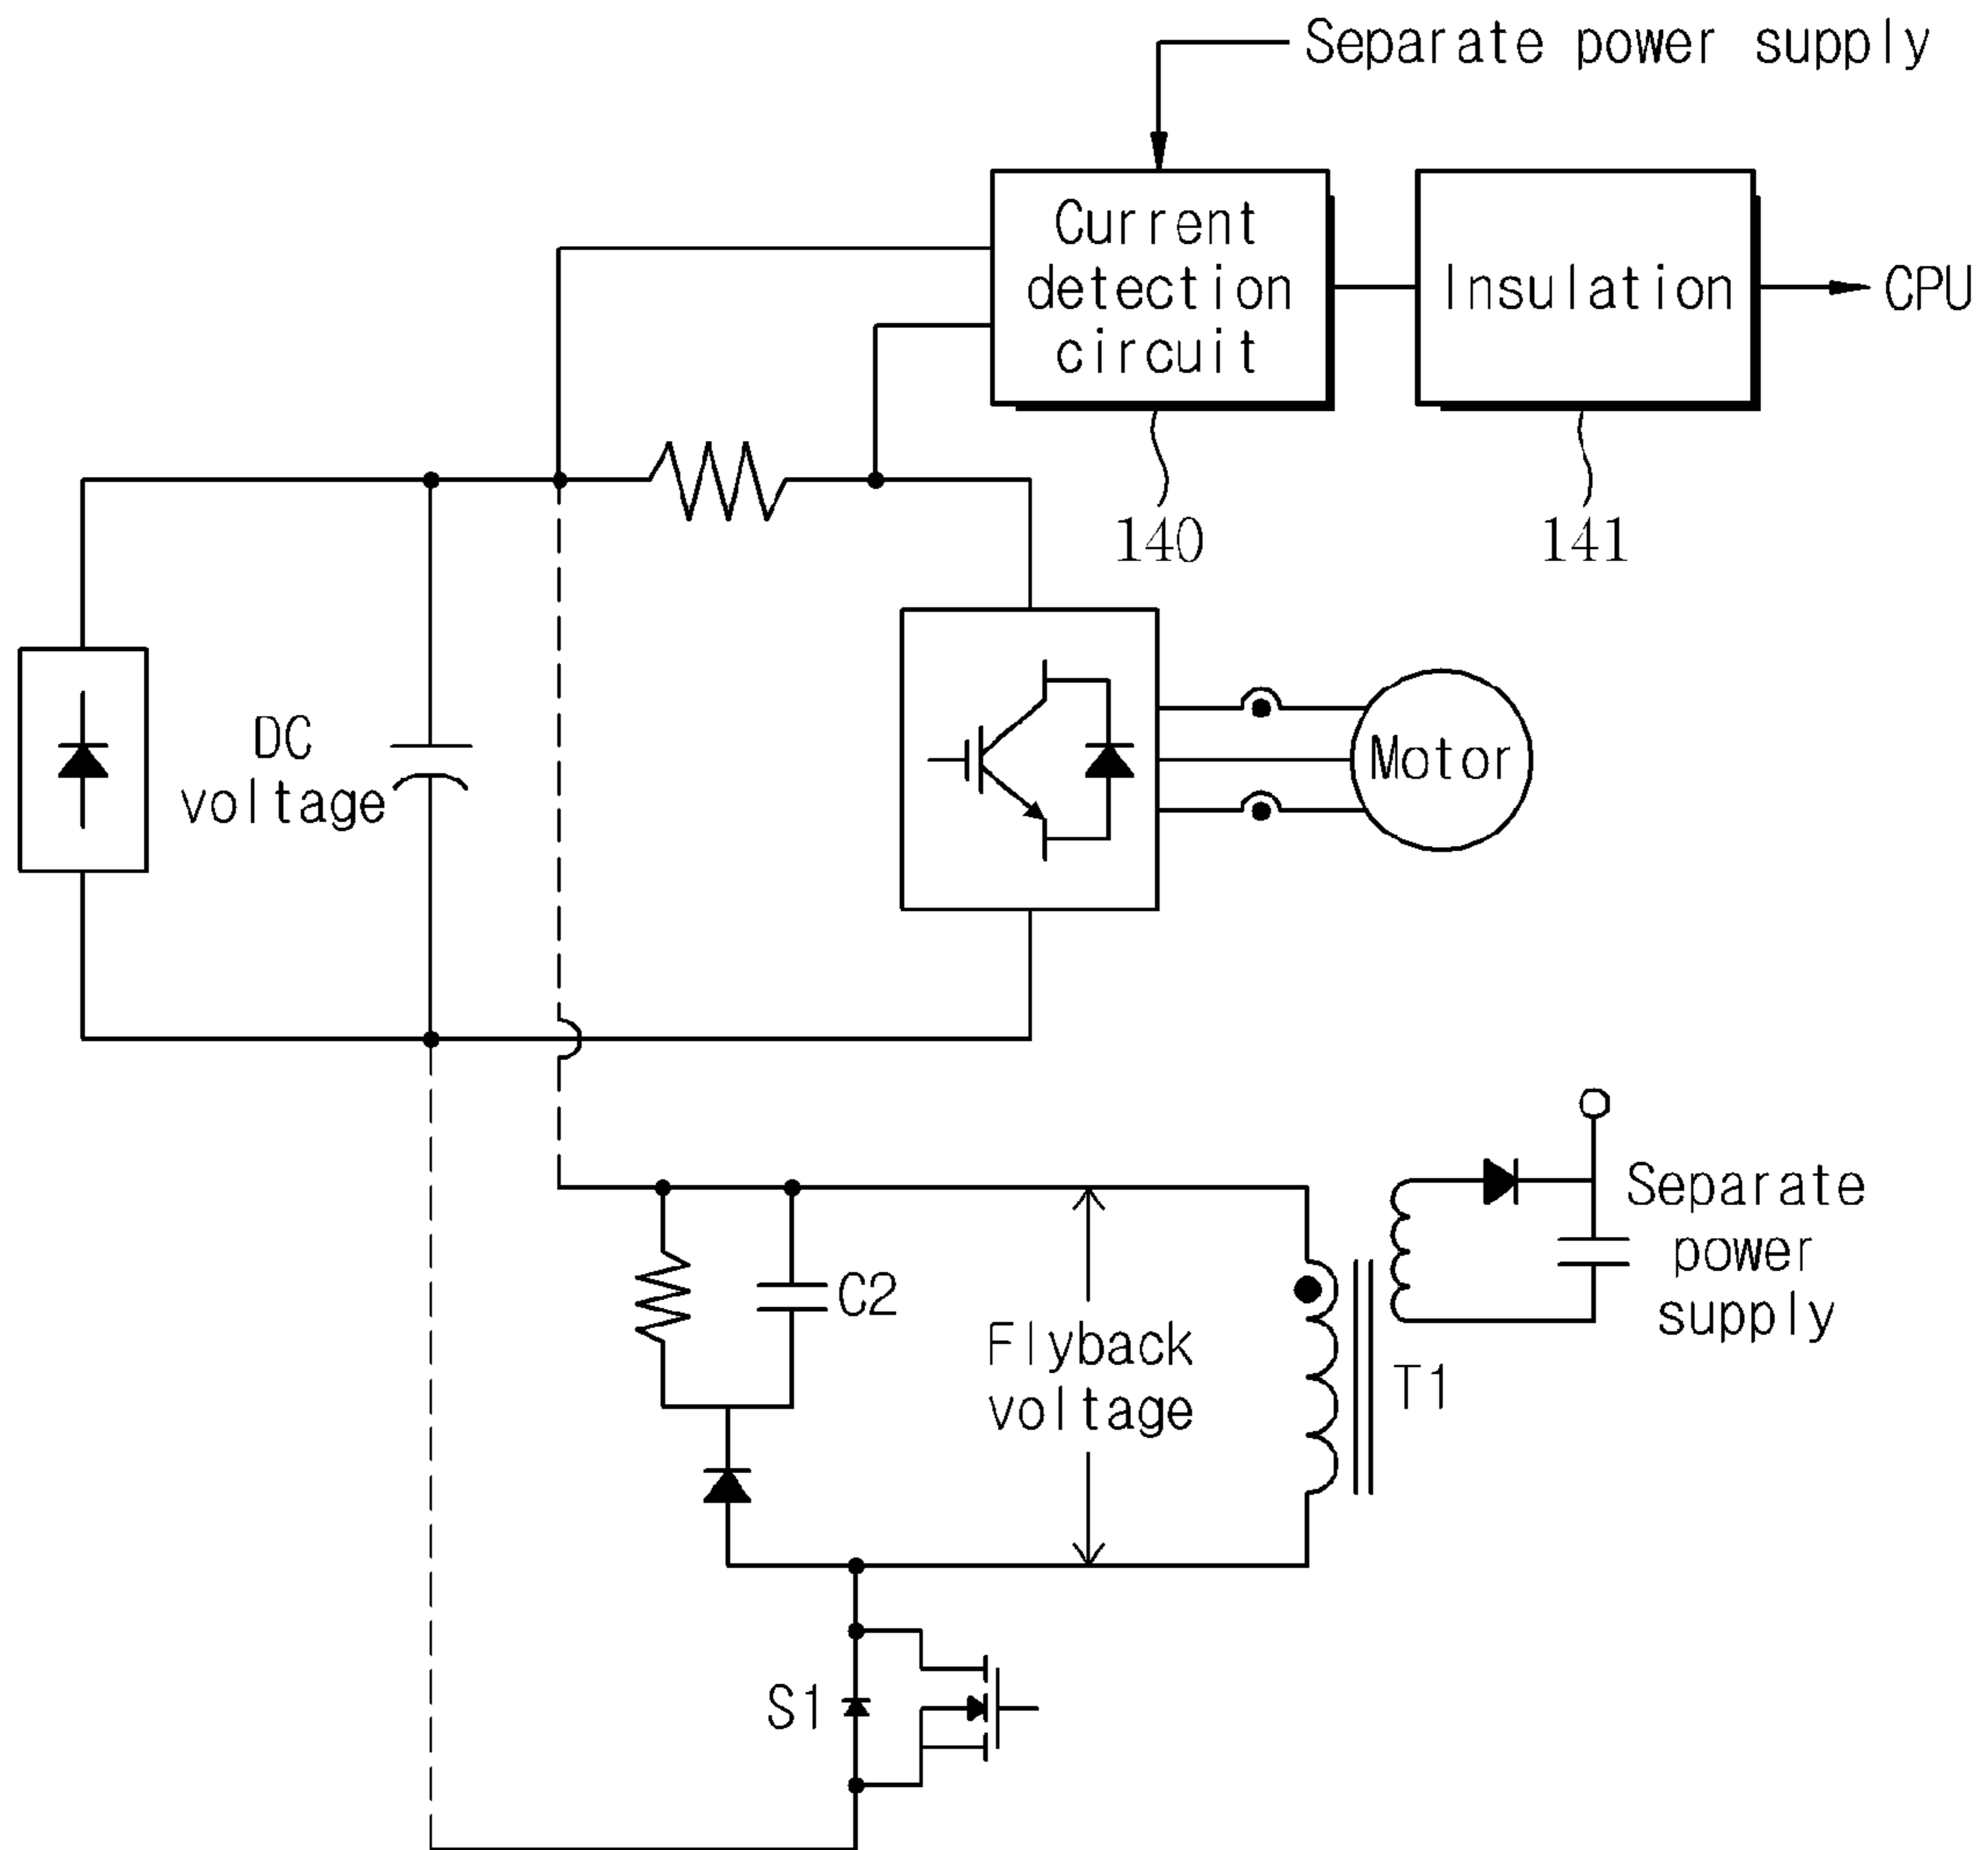 Separate power supply
Current
detection
circuit
Insulation
CPU
140
141
DC
voltage
Motor
Separate
power
supply
C2
Flyback
voltage
T1
S1